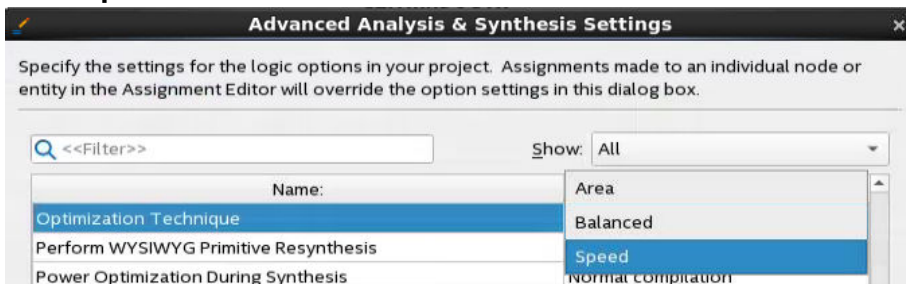 Advanced Analysis & Synthesis Settings
Specify the settings for the logic options in your project. Assignments made to an individual node or
entity in the Assignment Editor will override the option settings in this dialog box.
<<Filter>>
Show: All
Name:
Area
Optimization Technique
Balanced
Perform WYSIWYG Primitive Resynthesis
Speed
Power Optimization During Synthesis
Normal compilation